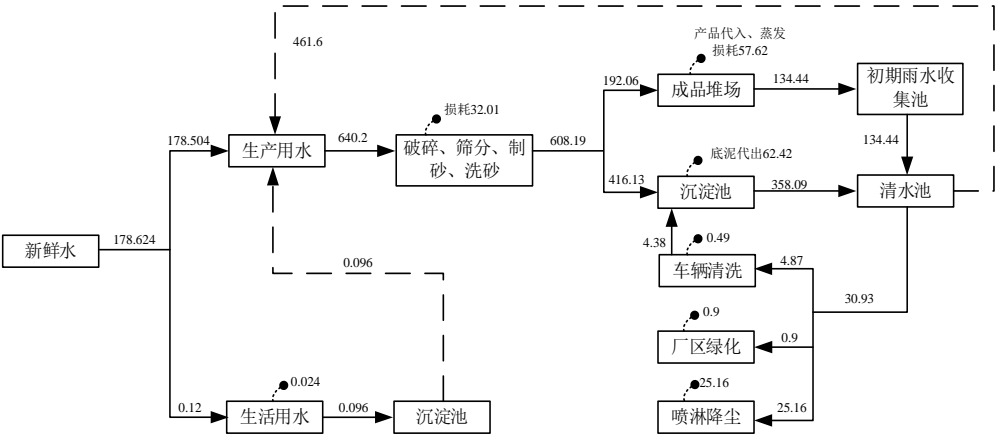 461.6
产品代入、蒸发
损耗57.62
192.06
成品堆场
134.44
初期雨水收
集池
178.504
生产用水
640.2
损耗32.01
破碎、筛分、制
砂、洗砂
608.19
134.44
底泥代出62.42
416.13
沉淀池
358.09
清水池
新鲜水
178.624
4.38
0.49
车辆清洗
4.87
0.096
30.93
0.9
厂区绿化
0.9
0.024
0.12
生活用水
0.096
沉淀池
25.16
喷淋降尘
25.16